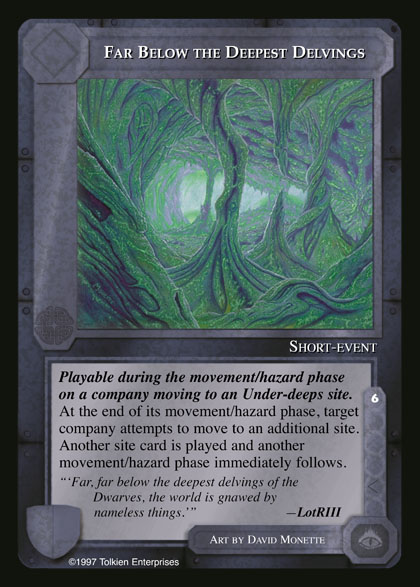 Far Below the Deepest Delvings
Short-event
Playable during the movement/hazard phase
on a company moving to an Under-deeps site.
At the end of its movement/hazard phase, target
company attempts to move to an additional site.
Another site card is played and another
movement/hazard phase immediately follows.
“‘Far, far below the deepest delvings of the
Dwarves, the world is gnawed by
nameless things.’” —LotRIII
6
Art by David Monette
©1997 Tolkien Enterprises